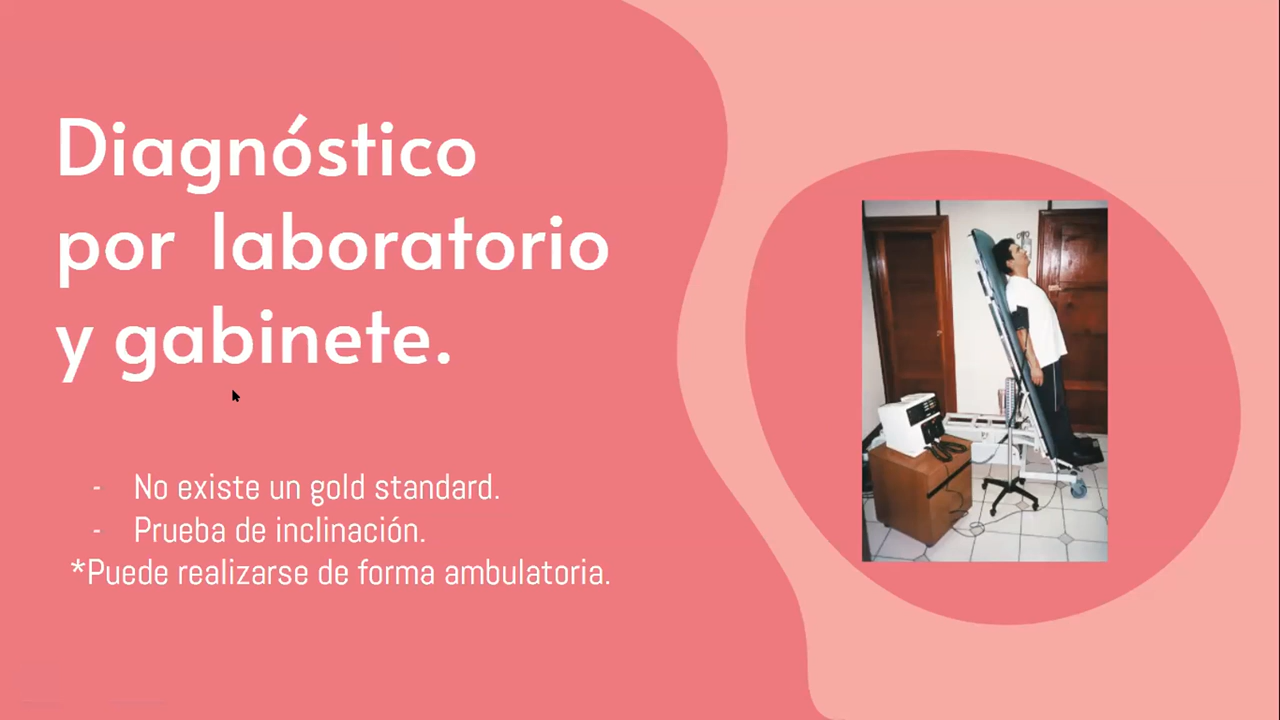 Diagnóstico
por laboratorio
y gabinete.
- No existe un gold standard.
- Prueba de inclinación.
*Puede realizarse de forma ambulatoria.